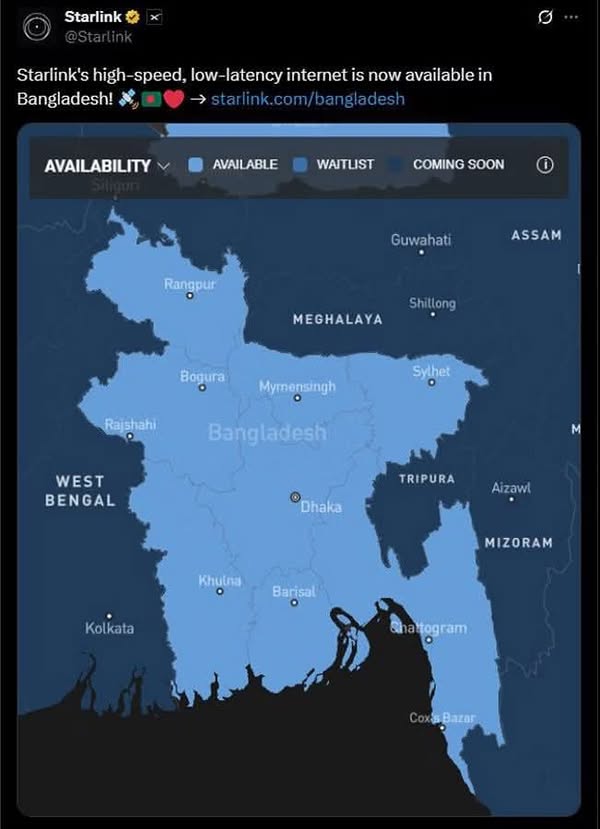 Starlink
@Starlink
Starlink's high-speed, low-latency internet is now available in
Bangladesh! 🛰️🇧🇩❤️ → starlink.com/bangladesh
AVAILABILITY AVAILABLE WAITLIST COMING SOON
Siliguri
Guwahati
ASSAM
Rangpur
Shillong
MEGHALAYA
Sylhet
Bogura
Mymensingh
Rajshahi
Bangladesh
TRIPURA
WEST
BENGAL
Aizawl
Dhaka
MIZORAM
Khulna
Barisal
Kolkata
Chattogram
Cox's Bazar